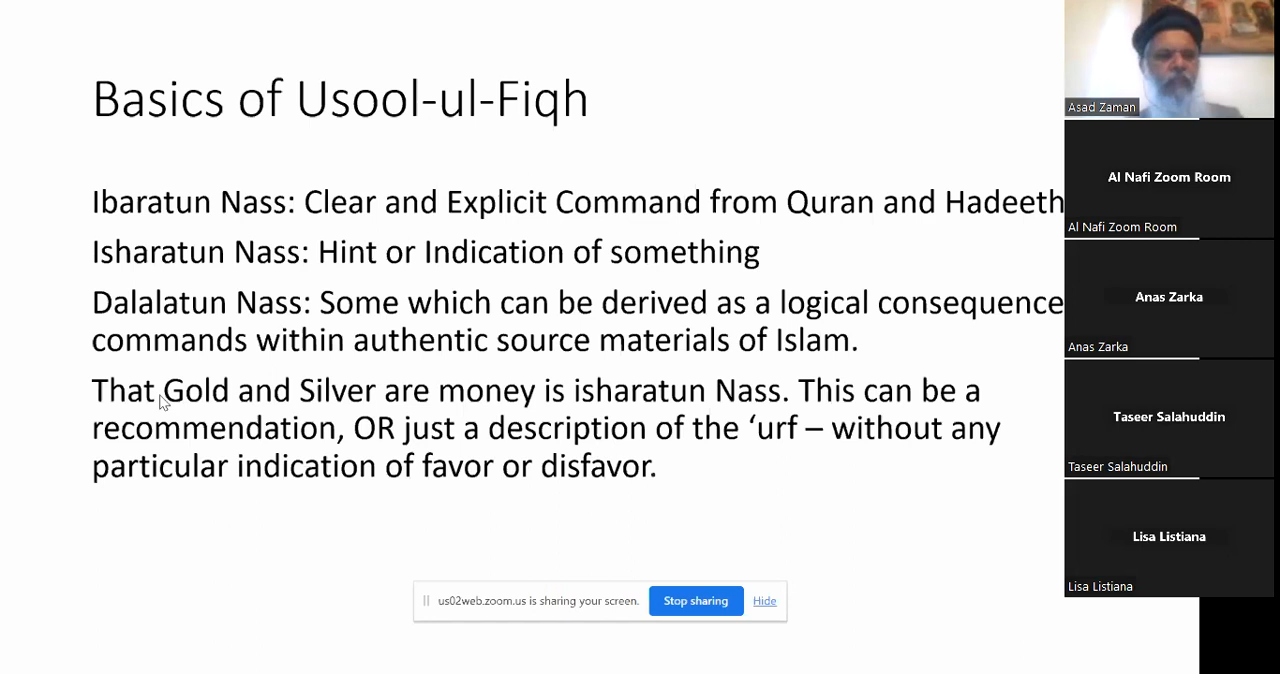 Basics of Usool-ul-Fiqh
Ibaratun Nass: Clear and Explicit Command from Quran and Hadeeth
Isharatun Nass: Hint or Indication of something
Dalalatun Nass: Some which can be derived as a logical consequence
commands within authentic source materials of Islam.
That Gold and Silver are money is isharatun Nass. This can be a
recommendation, OR just a description of the ‘urf – without any
particular indication of favor or disfavor.
us02web.zoom.us is sharing your screen.
Stop sharing
Hide
Asad Zaman
Al Nafi Zoom Room
Al Nafi Zoom Room
Anas Zarka
Anas Zarka
Taseer Salahuddin
Taseer Salahuddin
Lisa Listiana
Lisa Listiana